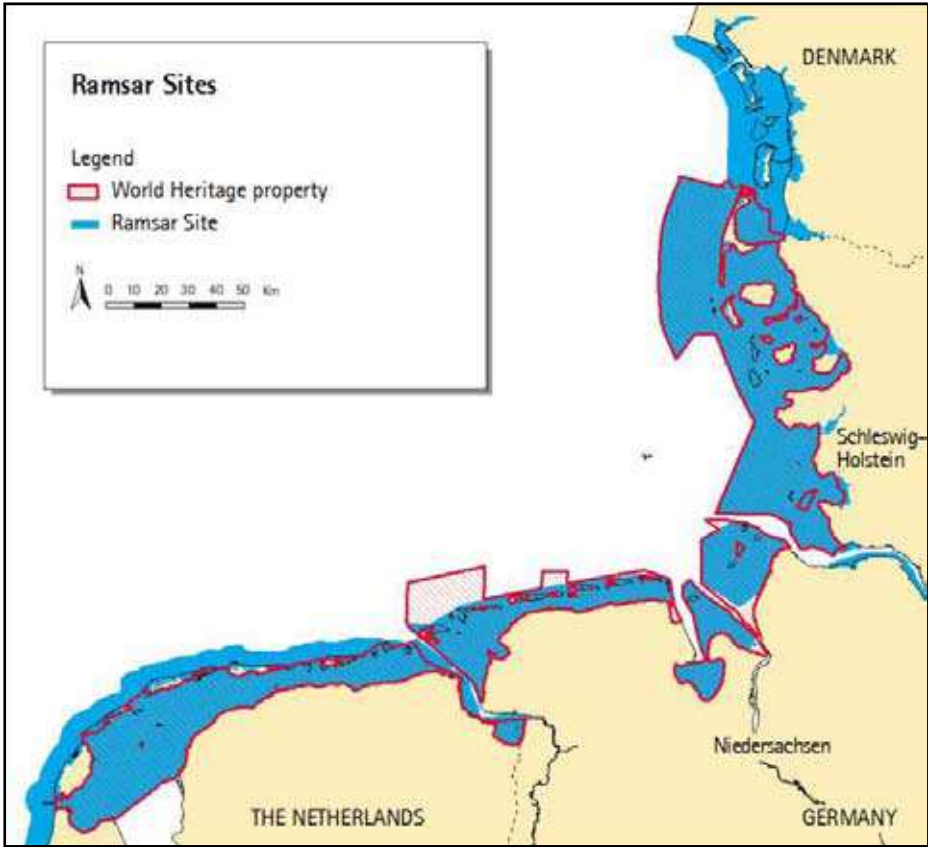 Ramsar Sites
Legend
World Heritage property
Ramsar Site
N
0 10 20 30 40 50 Km
DENMARK
Schleswig-
Holstein
Niedersachsen
THE NETHERLANDS
GERMANY